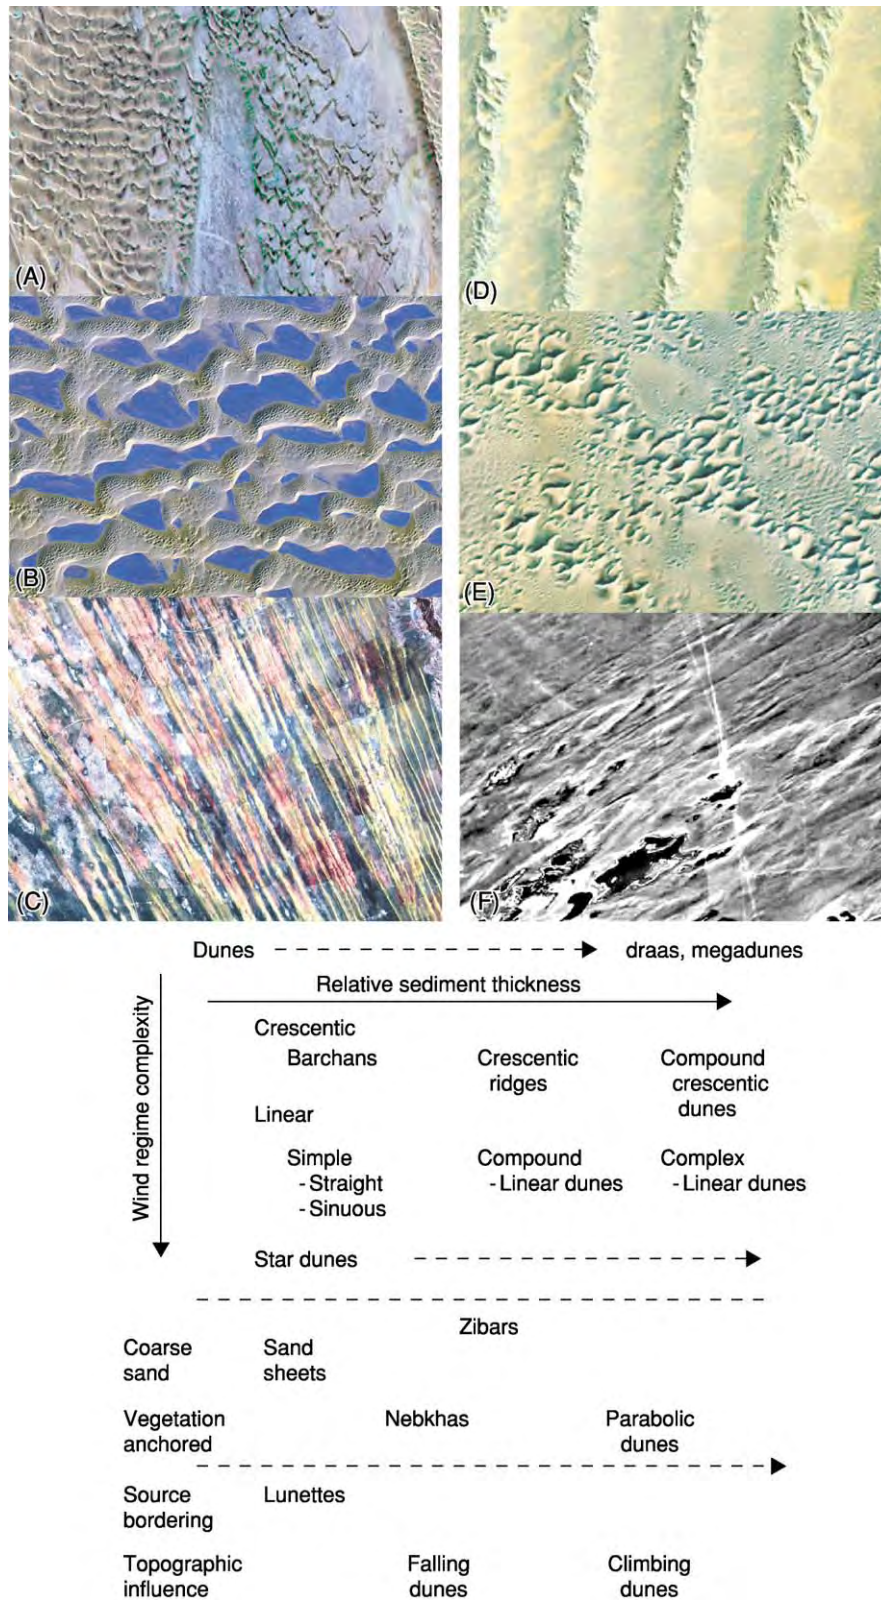 (A)
(D)
(B)
(E)
(C)
(F)
Dunes
draas, megadunes
Wind regime complexity
Relative sediment thickness
Crescentic
Barchans
Crescentic
ridges
Compound
crescentic
dunes
Linear
Simple
- Straight
- Sinuous
Compound
- Linear dunes
Complex
- Linear dunes
Star dunes
Zibars
Coarse
sand
Sand
sheets
Vegetation
anchored
Nebkhas
Parabolic
dunes
Source
bordering
Lunettes
Topographic
influence
Falling
dunes
Climbing
dunes